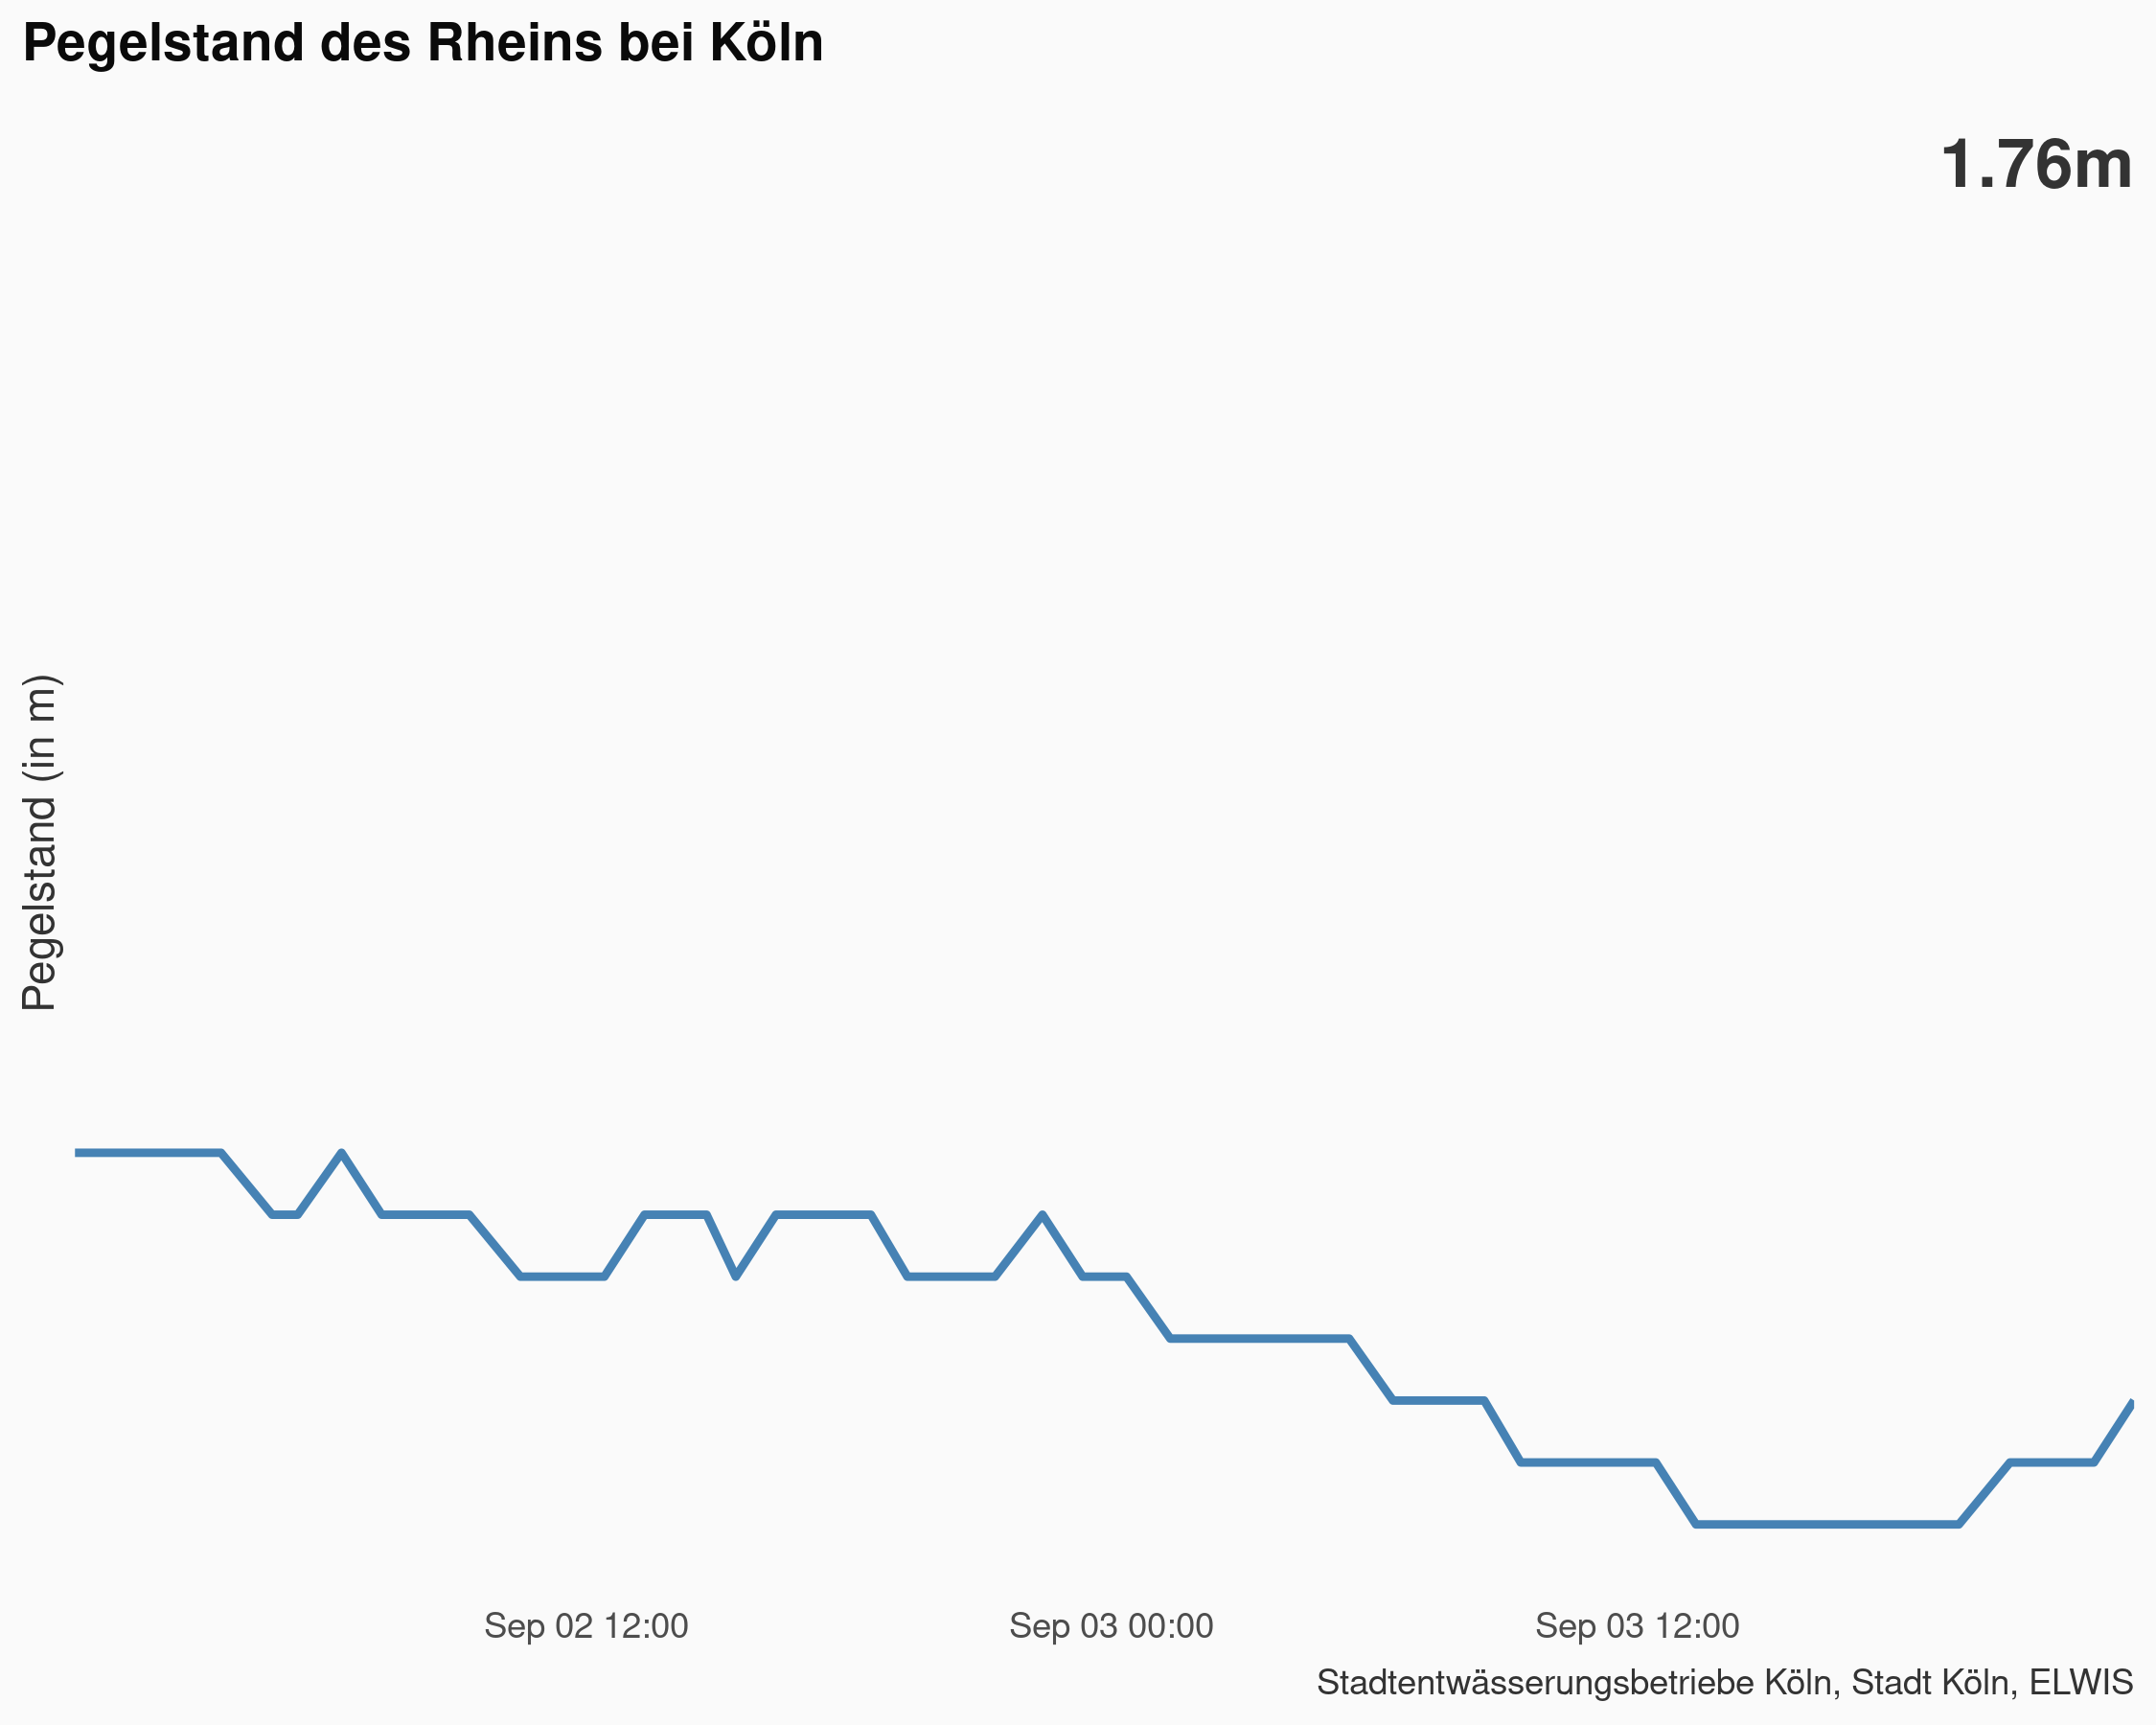 Pegelstand des Rheins bei Köln
1.76m
Pegelstand (in m)
Sep 02 12:00
Sep 03 00:00
Sep 03 12:00
Stadtentwässerungsbetriebe Köln, Stadt Köln, ELWIS